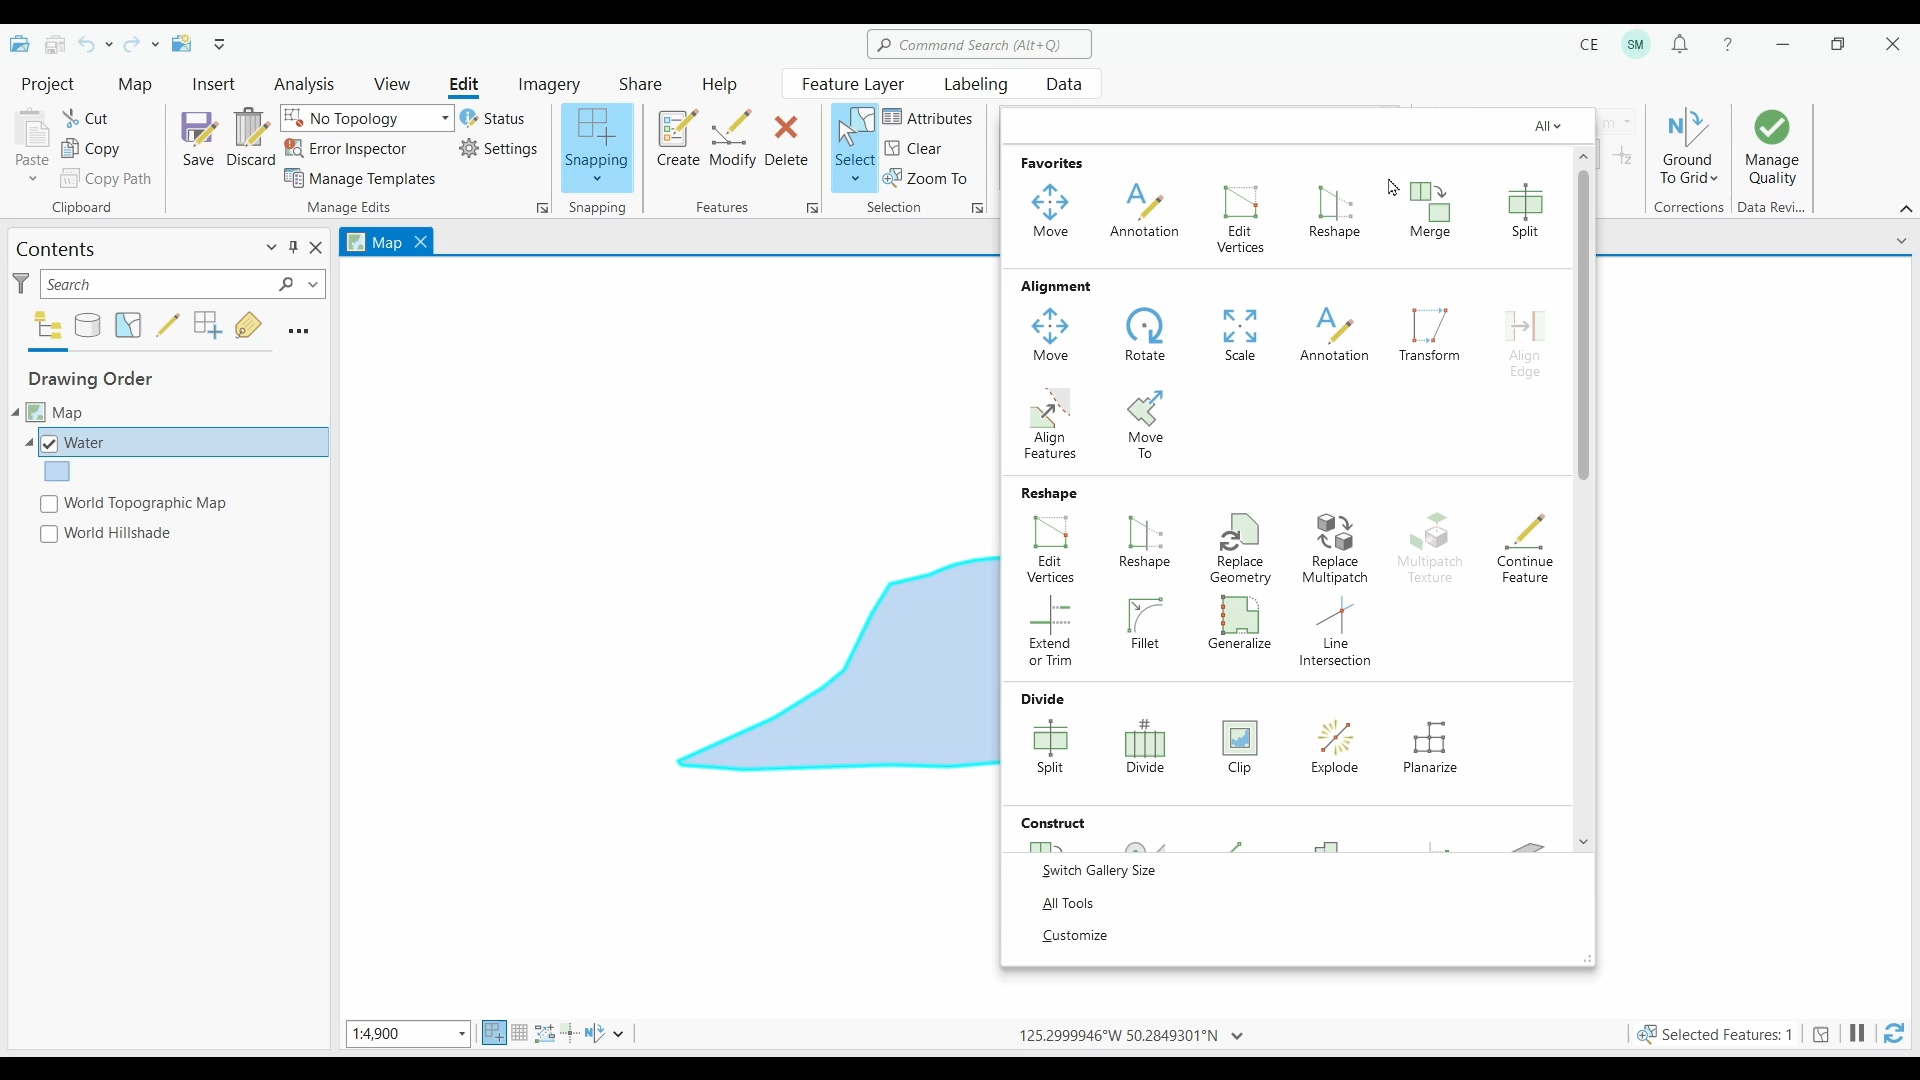 Command Search (Alt+Q)
CE
SM
Project Map Insert Analysis View Edit Imagery Share Help Feature Layer Labeling Data
Paste
Cut
Copy
Copy Path
Clipboard
Save
Discard
No Topology
Error Inspector
Manage Templates
Status
Settings
Manage Edits
Snapping
Snapping
Create
Modify
Delete
Features
Select
Attributes
Clear
Zoom To
Selection
m
Ground
To Grid
Corrections
Manage
Quality
Data Revi...
All
Contents
Search
Drawing Order
Map
Water
World Topographic Map
World Hillshade
Map
Favorites
Move
Annotation
Edit
Vertices
Reshape
Merge
Split
Alignment
Move
Rotate
Scale
Annotation
Transform
Align
Edge
Align
Features
Move
To
Reshape
Edit
Vertices
Reshape
Replace
Geometry
Replace
Multipatch
Multipatch
Texture
Continue
Feature
Extend
or Trim
Fillet
Generalize
Line
Intersection
Divide
Split
Divide
Clip
Explode
Planarize
Construct
Switch Gallery Size
All Tools
Customize
1:4,900
125.2999946°W 50.2849301°N
Selected Features: 1